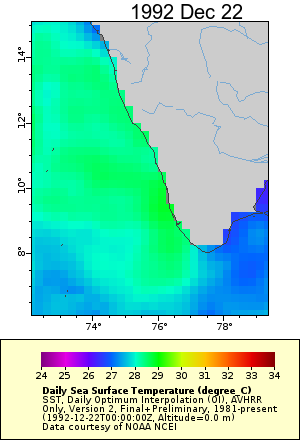 1992 Dec 22
14°
12°
10°
8°
74° 76° 78°
24 25 26 27 28 29 30 31 32 33 34
Daily Sea Surface Temperature (degree_C)
SST, Daily Optimum Interpolation (OI), AVHRR
Only, Version 2, Final+Preliminary, 1981-present
(1992-12-22T00:00:00Z, Altitude=0.0 m)
Data courtesy of NOAA NCEI